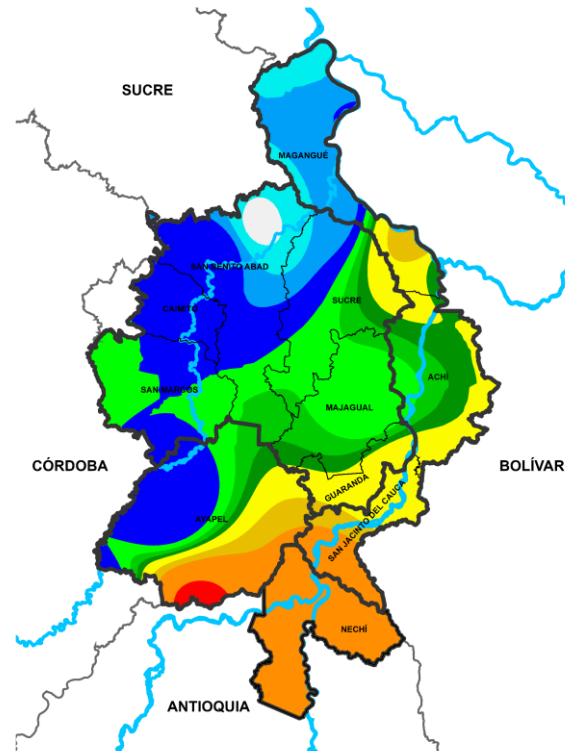 SUCRE
MAGANGUÉ
SAN BENITO ABAD
CAIMITO
SUCRE
ACHÍ
SAN MARCOS
MAJAGUAL
CÓRDOBA
BOLÍVAR
GUARANDA
SAN JACINTO DEL CAUCA
AYAPEL
NECHÍ
ANTIOQUIA